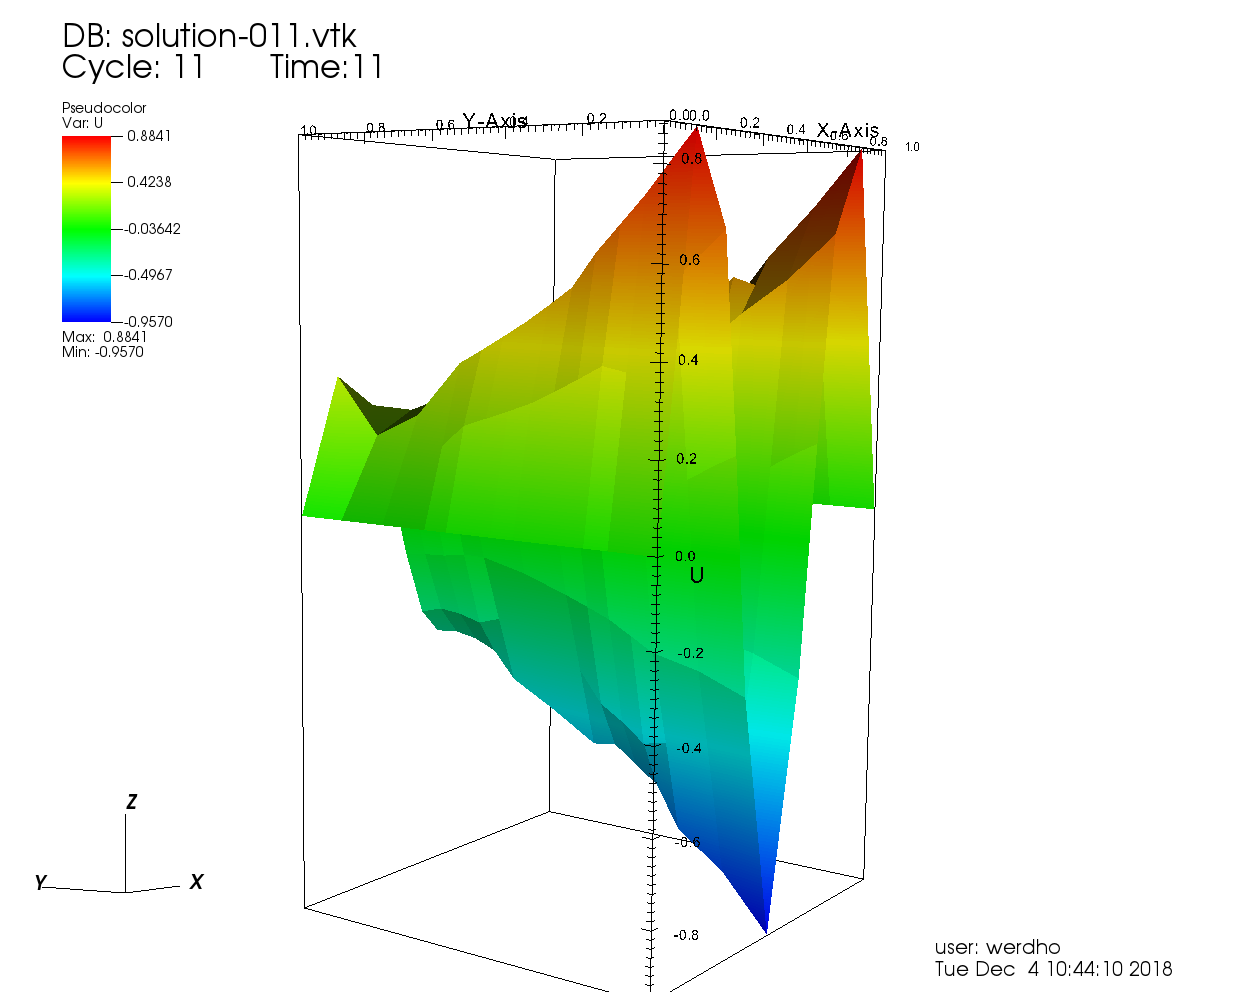 DB: solution-011.vtk
Cycle: 11 Time:11
Pseudocolor
Var: U
0.8841
0.4238
-0.03642
-0.4967
-0.9570
Max: 0.8841
Min: -0.9570
1.0 0.8 0.6 Y-Axis 0.4 0.2 0.0
0.0 0.2 0.4 X-Axis 0.6 0.8 1.0
0.8
0.6
0.4
0.2
0.0
U
-0.2
-0.4
-0.6
-0.8
Z
Y
X
user: werdho
Tue Dec 4 10:44:10 2018